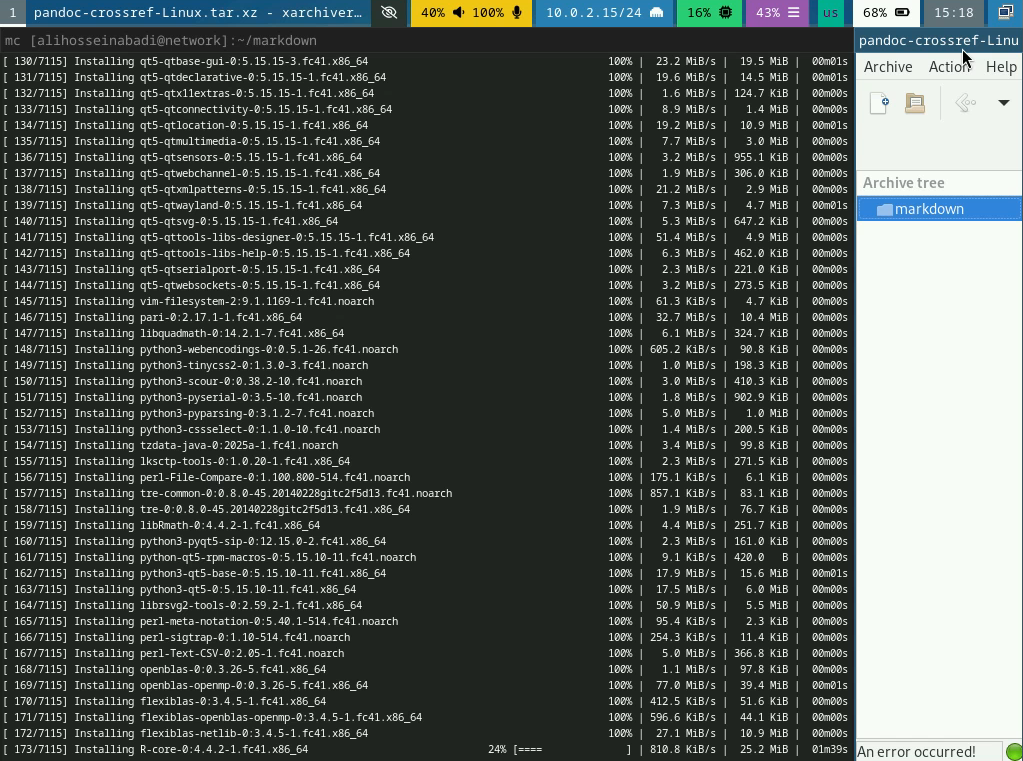 1 pandoc-crossref-Linux.tar.xz - xarchiver… 40% 100% 10.0.2.15/24 16% 43% us 68% 15:18
mc [alihosseinabadi@network]:~/markdown
pandoc-crossref-Linu
Archive Action Help
Archive tree
markdown
An error occurred!
[ 130/7115] Installing qt5-qtbase-gui-0:5.15.15-3.fc41.x86_64 100% | 23.2 MiB/s | 19.5 MiB | 00m01s
[ 131/7115] Installing qt5-qtdeclarative-0:5.15.15-1.fc41.x86_64 100% | 19.6 MiB/s | 14.5 MiB | 00m01s
[ 132/7115] Installing qt5-qtx11extras-0:5.15.15-1.fc41.x86_64 100% | 1.6 MiB/s | 124.7 KiB | 00m00s
[ 133/7115] Installing qt5-qtconnectivity-0:5.15.15-1.fc41.x86_64 100% | 8.9 MiB/s | 1.4 MiB | 00m00s
[ 134/7115] Installing qt5-qtlocation-0:5.15.15-1.fc41.x86_64 100% | 19.2 MiB/s | 10.9 MiB | 00m01s
[ 135/7115] Installing qt5-qtmultimedia-0:5.15.15-1.fc41.x86_64 100% | 7.7 MiB/s | 3.0 MiB | 00m00s
[ 136/7115] Installing qt5-qtsensors-0:5.15.15-1.fc41.x86_64 100% | 3.2 MiB/s | 955.1 KiB | 00m00s
[ 137/7115] Installing qt5-qtwebchannel-0:5.15.15-1.fc41.x86_64 100% | 1.9 MiB/s | 306.0 KiB | 00m00s
[ 138/7115] Installing qt5-qtxmlpatterns-0:5.15.15-1.fc41.x86_64 100% | 21.2 MiB/s | 2.9 MiB | 00m00s
[ 139/7115] Installing qt5-qtwayland-0:5.15.15-1.fc41.x86_64 100% | 7.3 MiB/s | 4.7 MiB | 00m01s
[ 140/7115] Installing qt5-qtsvg-0:5.15.15-1.fc41.x86_64 100% | 5.3 MiB/s | 647.2 KiB | 00m00s
[ 141/7115] Installing qt5-qttools-libs-designer-0:5.15.15-1.fc41.x86_64 100% | 51.4 MiB/s | 4.9 MiB | 00m00s
[ 142/7115] Installing qt5-qttools-libs-help-0:5.15.15-1.fc41.x86_64 100% | 6.3 MiB/s | 462.0 KiB | 00m00s
[ 143/7115] Installing qt5-qtserialport-0:5.15.15-1.fc41.x86_64 100% | 2.3 MiB/s | 221.0 KiB | 00m00s
[ 144/7115] Installing qt5-qtwebsockets-0:5.15.15-1.fc41.x86_64 100% | 3.2 MiB/s | 273.5 KiB | 00m00s
[ 145/7115] Installing vim-filesystem-2:9.1.1169-1.fc41.noarch 100% | 61.3 KiB/s | 4.7 KiB | 00m00s
[ 146/7115] Installing pari-0:2.17.1-1.fc41.x86_64 100% | 32.7 MiB/s | 10.4 MiB | 00m00s
[ 147/7115] Installing libquadmath-0:14.2.1-7.fc41.x86_64 100% | 6.1 MiB/s | 324.7 KiB | 00m00s
[ 148/7115] Installing python3-webencodings-0:0.5.1-26.fc41.noarch 100% | 605.2 KiB/s | 90.8 KiB | 00m00s
[ 149/7115] Installing python3-tinycss2-0:1.3.0-3.fc41.noarch 100% | 1.0 MiB/s | 198.3 KiB | 00m00s
[ 150/7115] Installing python3-scour-0:0.38.2-10.fc41.noarch 100% | 3.0 MiB/s | 410.3 KiB | 00m00s
[ 151/7115] Installing python3-pyserial-0:3.5-10.fc41.noarch 100% | 1.8 MiB/s | 902.9 KiB | 00m00s
[ 152/7115] Installing python3-pyparsing-0:3.1.2-7.fc41.noarch 100% | 5.0 MiB/s | 1.0 MiB | 00m00s
[ 153/7115] Installing python3-cssselect-0:1.1.0-10.fc41.noarch 100% | 1.4 MiB/s | 200.5 KiB | 00m00s
[ 154/7115] Installing tzdata-java-0:2025a-1.fc41.noarch 100% | 3.4 MiB/s | 99.8 KiB | 00m00s
[ 155/7115] Installing lksctp-tools-0:1.0.20-1.fc41.x86_64 100% | 2.3 MiB/s | 271.5 KiB | 00m00s
[ 156/7115] Installing perl-File-Compare-0:1.100.800-514.fc41.noarch 100% | 175.1 KiB/s | 6.1 KiB | 00m00s
[ 157/7115] Installing tre-common-0:0.8.0-45.20140228gitc2f5d13.fc41.noarch 100% | 857.1 KiB/s | 83.1 KiB | 00m00s
[ 158/7115] Installing tre-0:0.8.0-45.20140228gitc2f5d13.fc41.x86_64 100% | 1.9 MiB/s | 76.7 KiB | 00m00s
[ 159/7115] Installing libRmath-0:4.4.2-1.fc41.x86_64 100% | 4.4 MiB/s | 251.7 KiB | 00m00s
[ 160/7115] Installing python3-pyqt5-sip-0:12.15.0-2.fc41.x86_64 100% | 2.3 MiB/s | 161.0 KiB | 00m00s
[ 161/7115] Installing python-qt5-rpm-macros-0:5.15.10-11.fc41.noarch 100% | 9.1 KiB/s | 420.0 B | 00m00s
[ 162/7115] Installing python3-qt5-base-0:5.15.10-11.fc41.x86_64 100% | 17.9 MiB/s | 15.6 MiB | 00m01s
[ 163/7115] Installing python3-qt5-0:5.15.10-11.fc41.x86_64 100% | 17.5 MiB/s | 6.0 MiB | 00m00s
[ 164/7115] Installing librsvg2-tools-0:2.59.2-1.fc41.x86_64 100% | 50.9 MiB/s | 5.5 MiB | 00m00s
[ 165/7115] Installing perl-meta-notation-0:5.40.1-514.fc41.noarch 100% | 95.4 KiB/s | 2.3 KiB | 00m00s
[ 166/7115] Installing perl-sigtrap-0:1.10-514.fc41.noarch 100% | 254.3 KiB/s | 11.4 KiB | 00m00s
[ 167/7115] Installing perl-Text-CSV-0:2.05-1.fc41.noarch 100% | 5.0 MiB/s | 366.8 KiB | 00m00s
[ 168/7115] Installing openblas-0:0.3.26-5.fc41.x86_64 100% | 1.1 MiB/s | 97.8 KiB | 00m00s
[ 169/7115] Installing openblas-openmp-0:0.3.26-5.fc41.x86_64 100% | 77.0 MiB/s | 39.4 MiB | 00m01s
[ 170/7115] Installing flexiblas-0:3.4.5-1.fc41.x86_64 100% | 412.5 KiB/s | 51.6 KiB | 00m00s
[ 171/7115] Installing flexiblas-openblas-openmp-0:3.4.5-1.fc41.x86_64 100% | 596.6 KiB/s | 44.1 KiB | 00m00s
[ 172/7115] Installing flexiblas-netlib-0:3.4.5-1.fc41.x86_64 100% | 27.1 MiB/s | 10.9 MiB | 00m00s
[ 173/7115] Installing R-core-0:4.4.2-1.fc41.x86_64 24% [==== ] | 810.8 KiB/s | 25.2 MiB | 01m39s